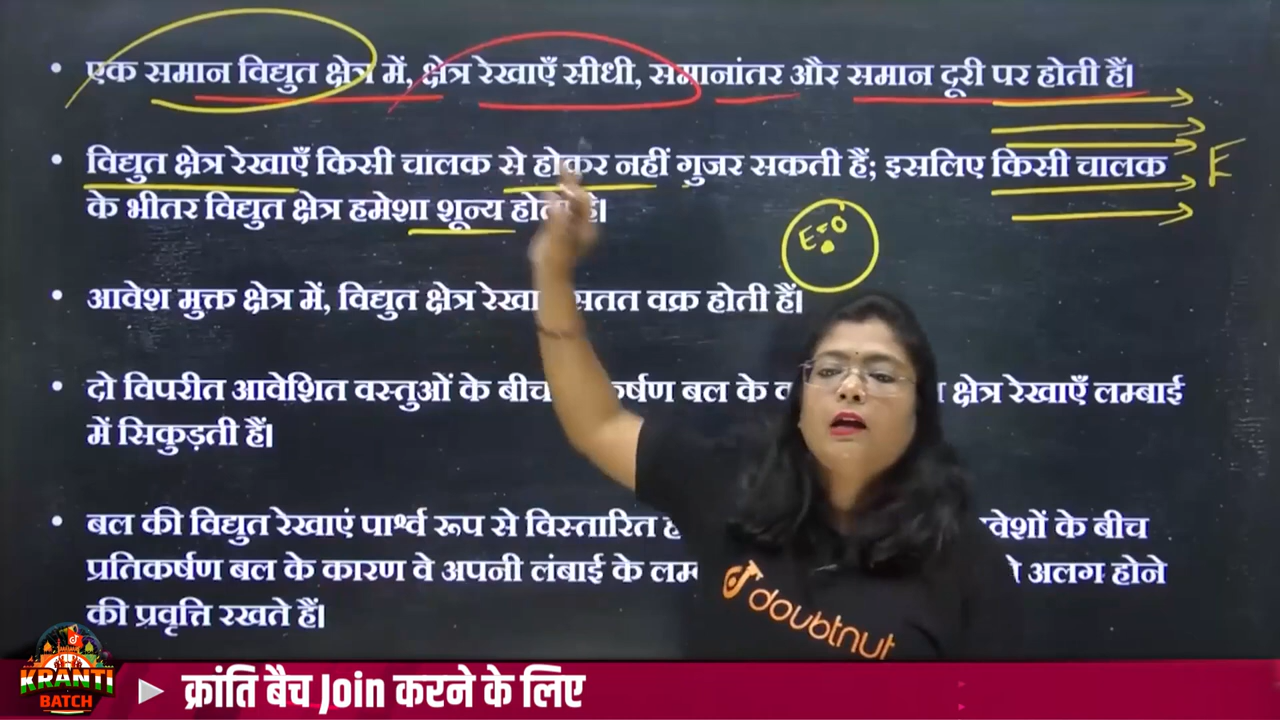 एक समान विद्युत क्षेत्र में, क्षेत्र रेखाएँ सीधी, समानांतर और समान दूरी पर होती हैं।
विद्युत क्षेत्र रेखाएँ किसी चालक से होकर नहीं गुजर सकती हैं; इसलिए किसी चालक
E
के भीतर विद्युत क्षेत्र हमेशा शून्य
E=0
आवेश मुक्त क्षेत्र में, विद्युत क्षेत्र सतत वक्र होती हैं।
दो विपरीत आवेशित वस्तुओं के बीच बल के क्षेत्र रेखाएँ लम्बाई
में सिकुड़ती हैं।
बल की विद्युत रेखाएं पार्श्व रूप से विस्तारित के बीच
प्रतिकर्षण बल के कारण वे अपनी लंबाई के अलग होने
की प्रवृत्ति रखते हैं।
doubtnut
KRANTI
BATCH
क्रांति बैच Join करने के लिए